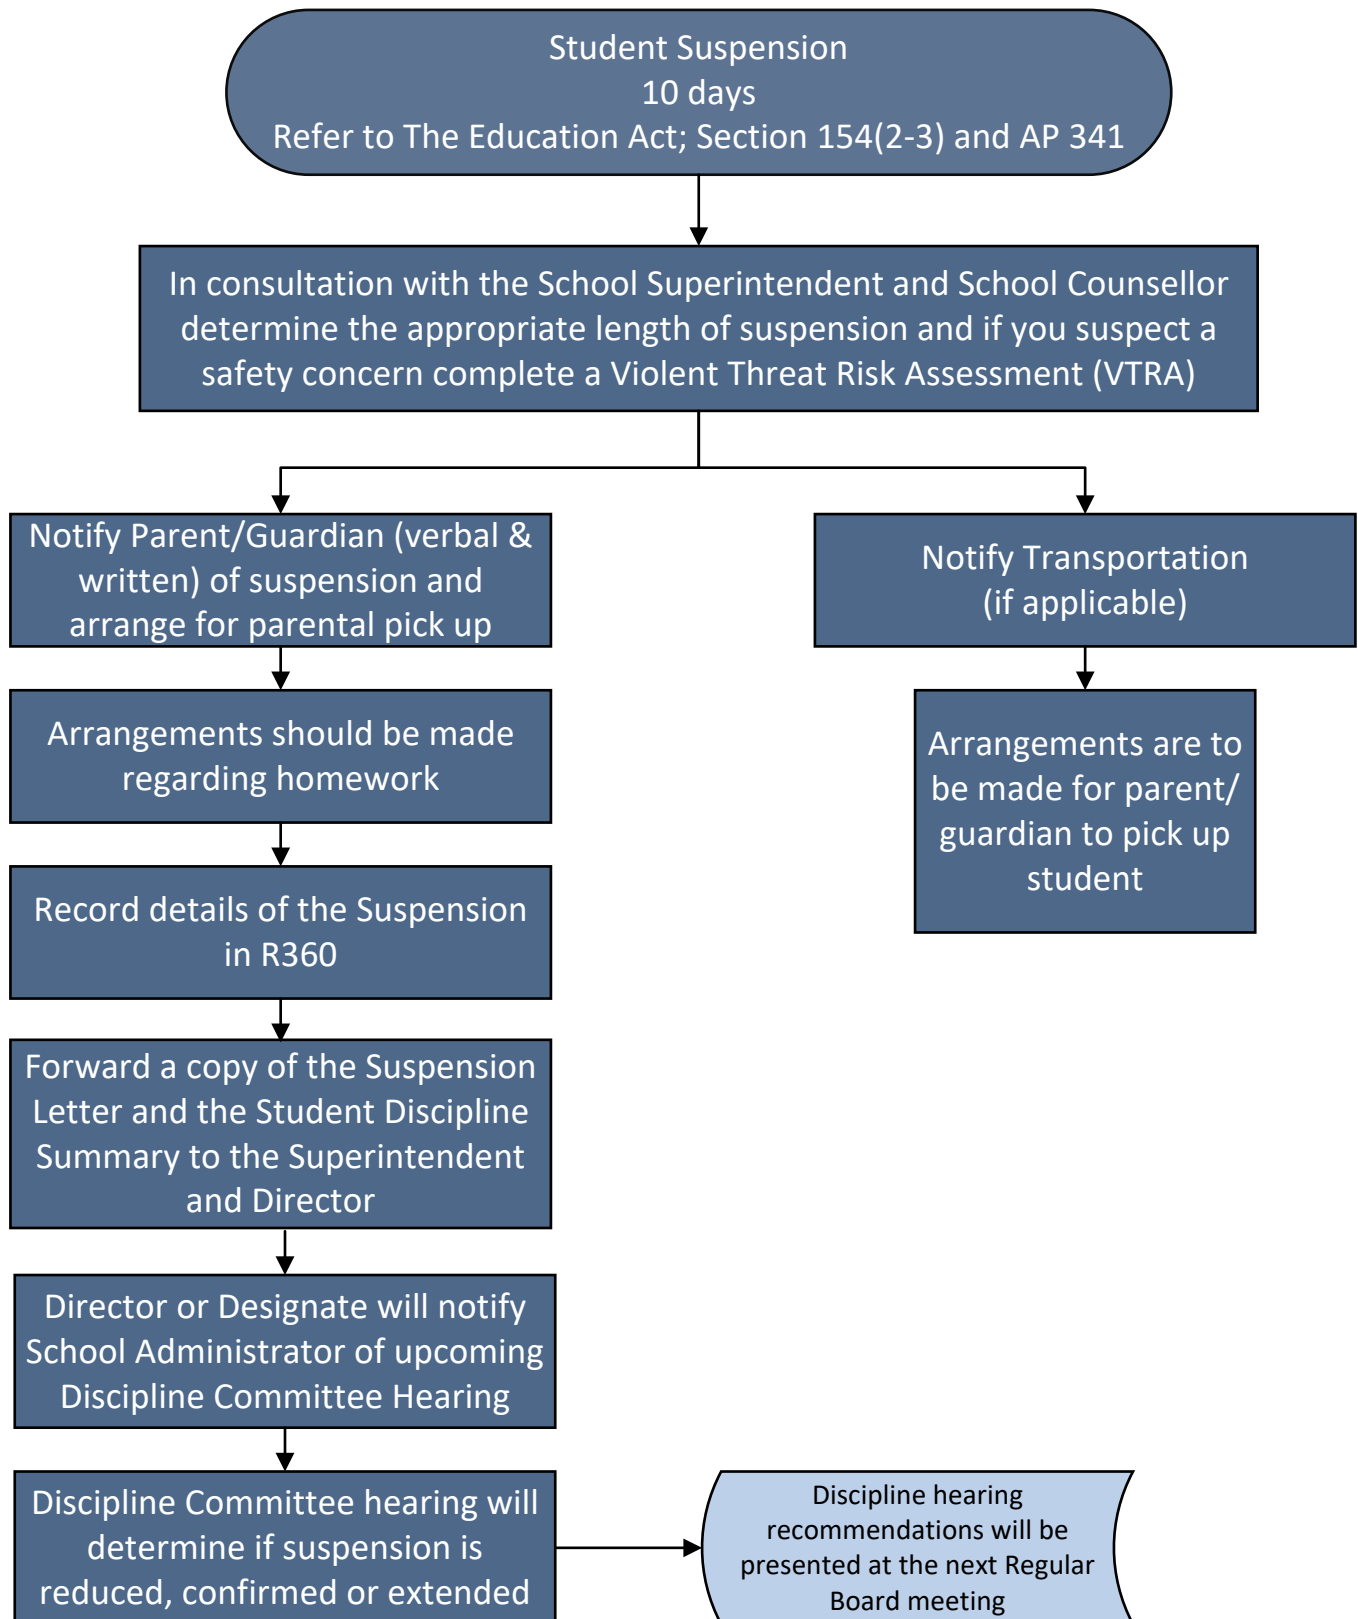 Student Suspension
10 days
Refer to The Education Act; Section 154(2-3) and AP 341
In consultation with the School Superintendent and School Counsellor
determine the appropriate length of suspension and if you suspect a
safety concern complete a Violent Threat Risk Assessment (VTRA)
Notify Parent/Guardian (verbal &
written) of suspension and
arrange for parental pick up
Notify Transportation
(if applicable)
Arrangements should be made
regarding homework
Arrangements are to
be made for parent/
guardian to pick up
student
Record details of the Suspension
in R360
Forward a copy of the Suspension
Letter and the Student Discipline
Summary to the Superintendent
and Director
Director or Designate will notify
School Administrator of upcoming
Discipline Committee Hearing
Discipline Committee hearing will
determine if suspension is
reduced, confirmed or extended
Discipline hearing
recommendations will be
presented at the next Regular
Board meeting